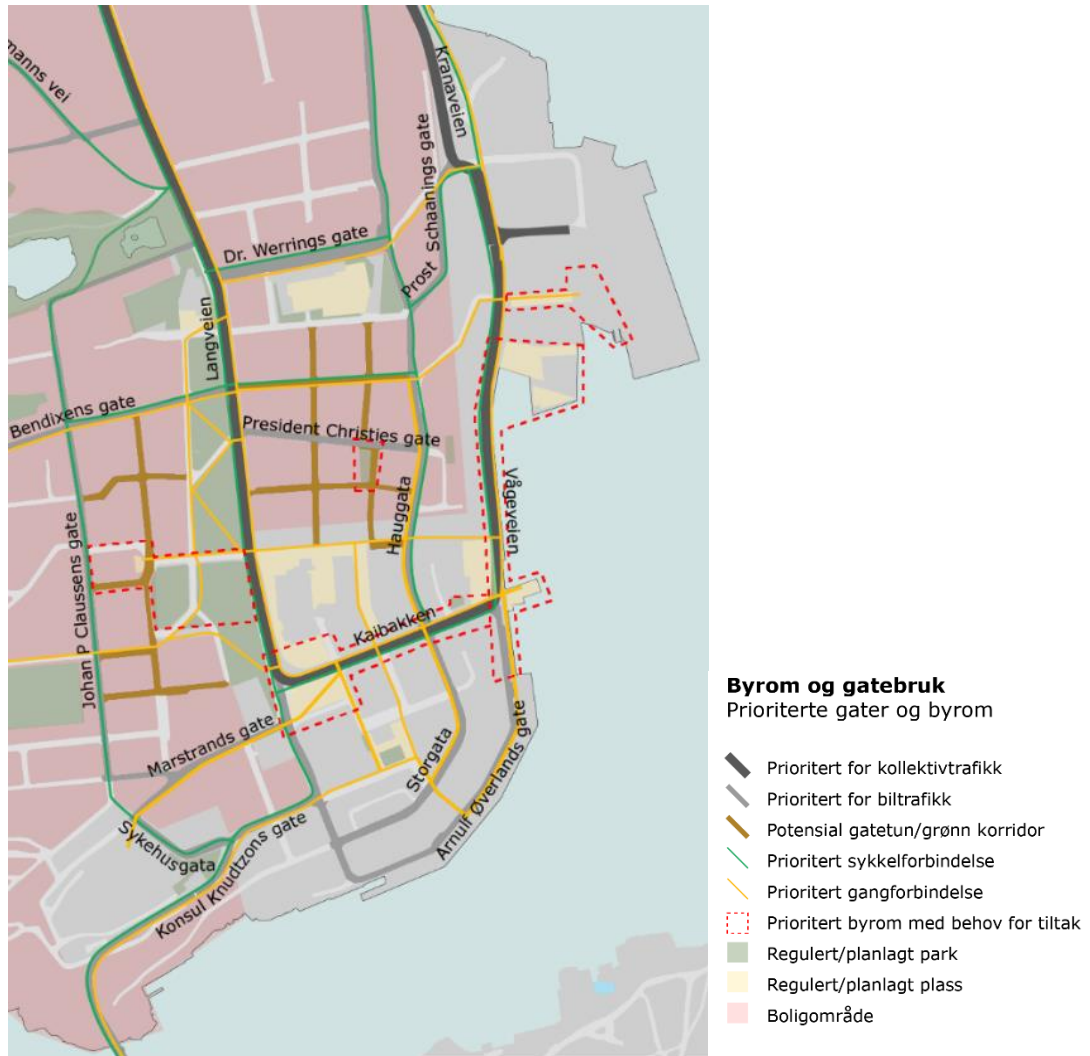 manns vei
Kranaveien
Prost Schaanings gate
Dr. Werrings gate
Langveien
Bendixens gate
President Christies gate
Hauggata
Vågeveien
Johan P Claussens gate
Kaibakken
Marstrands gate
Storgata
Arnulf Øverlands gate
Sykehusgata
Konsul Knudtzons gate
Byrom og gatebruk
Prioriterte gater og byrom
Prioritert for kollektivtrafikk
Prioritert for biltrafikk
Potensial gatetun/grønn korridor
Prioritert sykkelforbindelse
Prioritert gangforbindelse
Prioritert byrom med behov for tiltak
Regulert/planlagt park
Regulert/planlagt plass
Boligområde